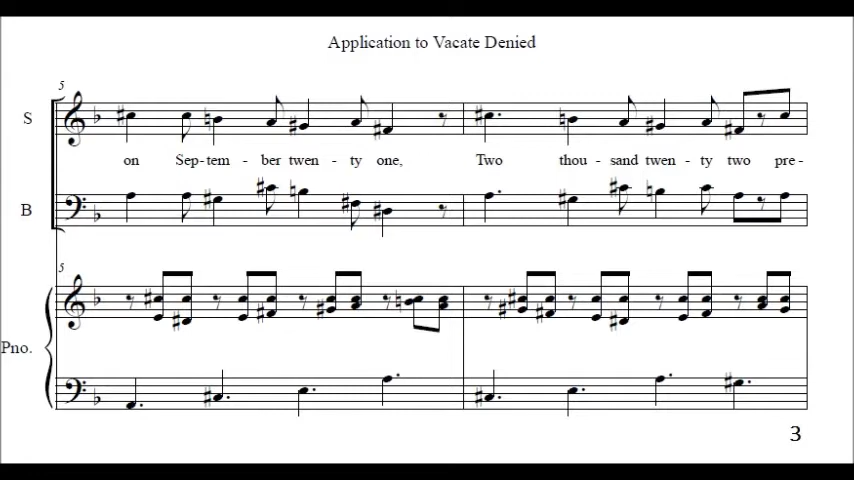 Application to Vacate Denied
5
S
on Sep-tem - ber twen - ty one, Two thou - sand twen - ty two pre-
B
5
Pno.
3